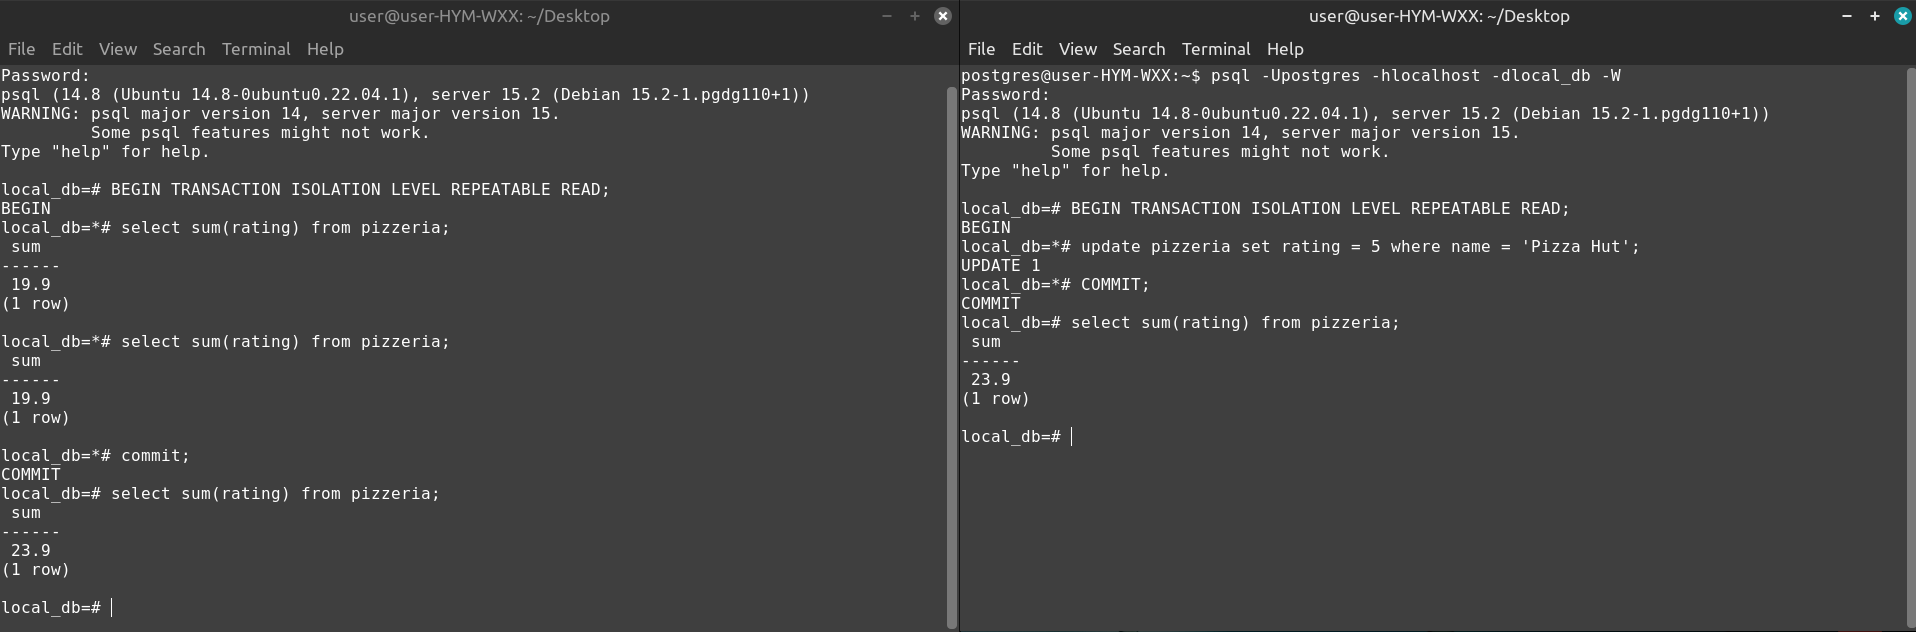 user@user-HYM-WXX: ~/Desktop
File Edit View Search Terminal Help
Password:
psql (14.8 (Ubuntu 14.8-0ubuntu0.22.04.1), server 15.2 (Debian 15.2-1.pgdg110+1))
WARNING: psql major version 14, server major version 15.
         Some psql features might not work.
Type "help" for help.

local_db=# BEGIN TRANSACTION ISOLATION LEVEL REPEATABLE READ;
BEGIN
local_db=*# select sum(rating) from pizzeria;
 sum
------
 19.9
(1 row)

local_db=*# select sum(rating) from pizzeria;
 sum
------
 19.9
(1 row)

local_db=*# commit;
COMMIT
local_db=# select sum(rating) from pizzeria;
 sum
------
 23.9
(1 row)

local_db=#
user@user-HYM-WXX: ~/Desktop
File Edit View Search Terminal Help
postgres@user-HYM-WXX:~$ psql -Upostgres -hlocalhost -dlocal_db -W
Password:
psql (14.8 (Ubuntu 14.8-0ubuntu0.22.04.1), server 15.2 (Debian 15.2-1.pgdg110+1))
WARNING: psql major version 14, server major version 15.
         Some psql features might not work.
Type "help" for help.

local_db=# BEGIN TRANSACTION ISOLATION LEVEL REPEATABLE READ;
BEGIN
local_db=*# update pizzeria set rating = 5 where name = 'Pizza Hut';
UPDATE 1
local_db=*# COMMIT;
COMMIT
local_db=# select sum(rating) from pizzeria;
 sum
------
 23.9
(1 row)

local_db=#